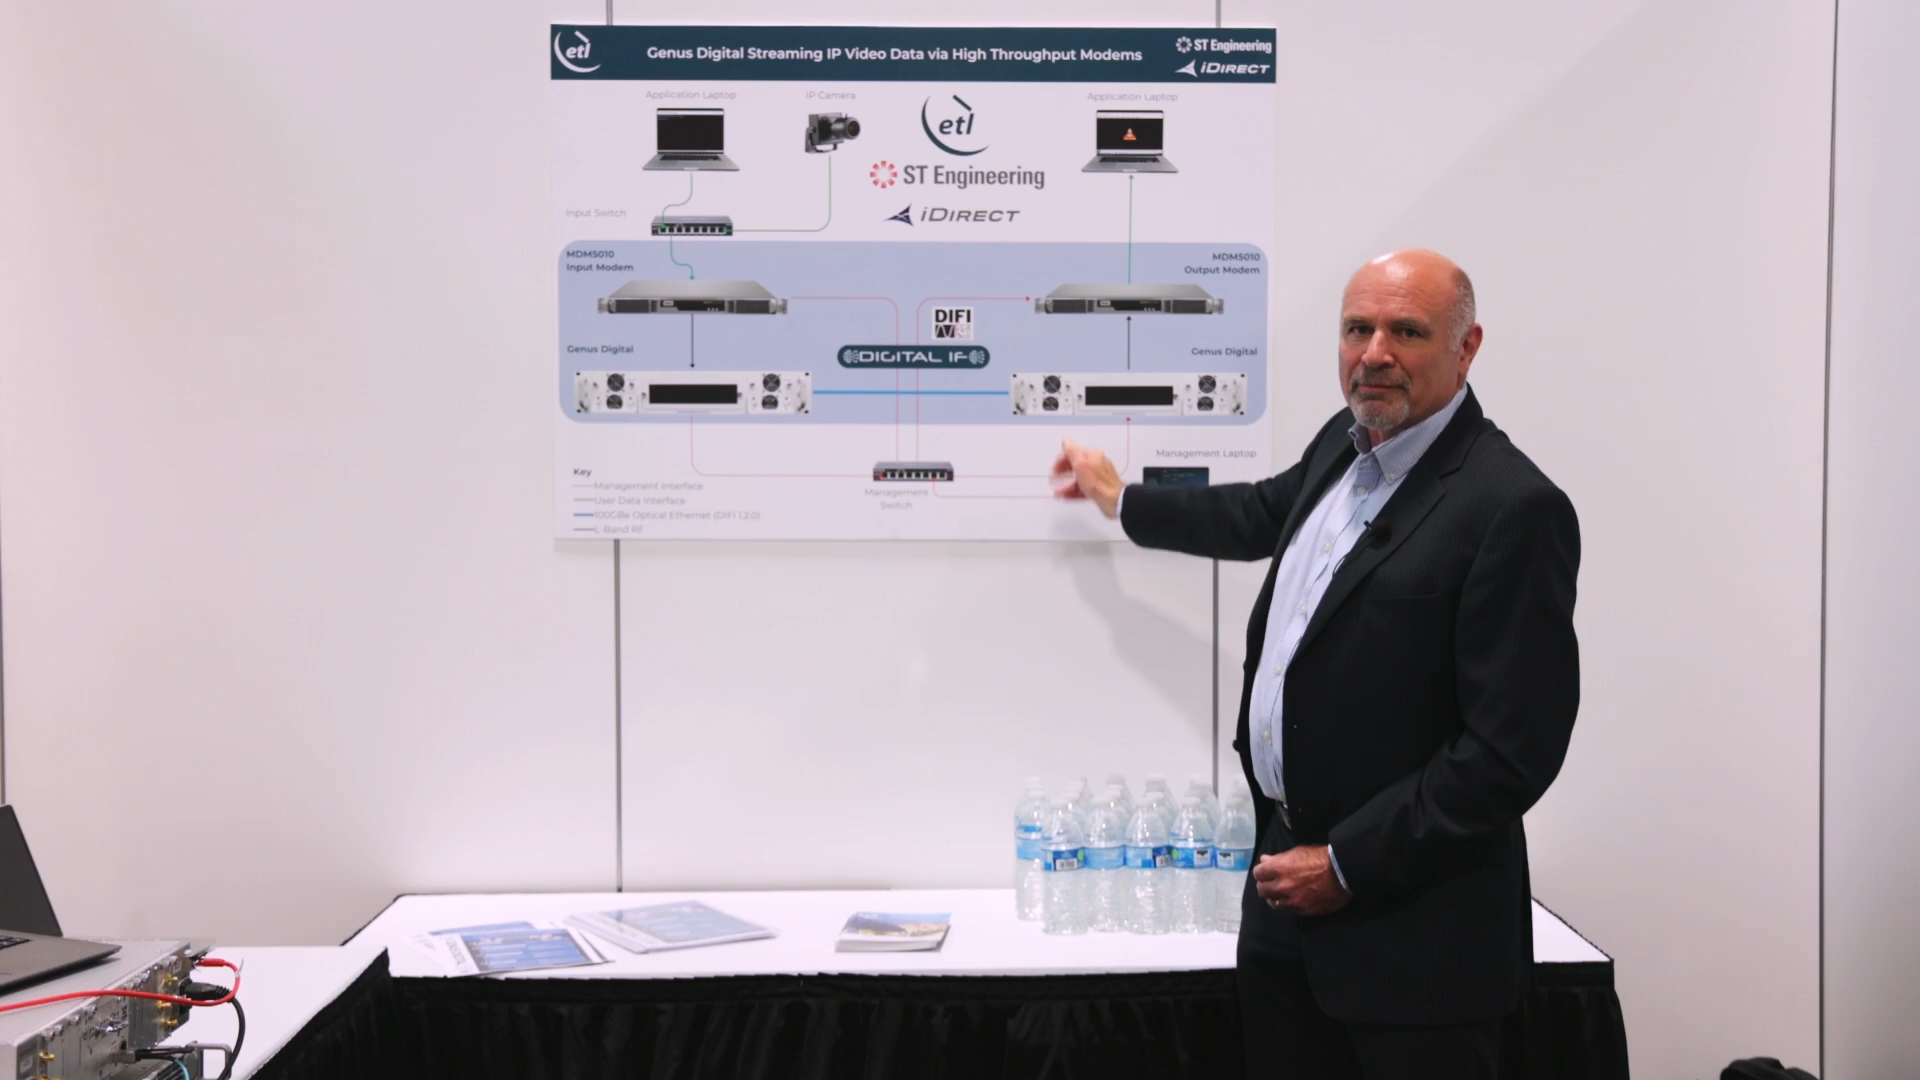 etl
Genus Digital Streaming IP Video Data via High Throughput Modems
ST Engineering
iDIRECT
Application Laptop
IP Camera
Application Laptop
etl
ST Engineering
iDIRECT
Input Switch
MDM5010
Input Modem
MDM5010
Output Modem
DIFI
DIGITAL IF
Genus Digital
Genus Digital
Management Laptop
Key
Management Interface
User Data Interface
100GBe Optical Ethernet (DIFI 1.2.0)
L-Band RF
Management
Switch